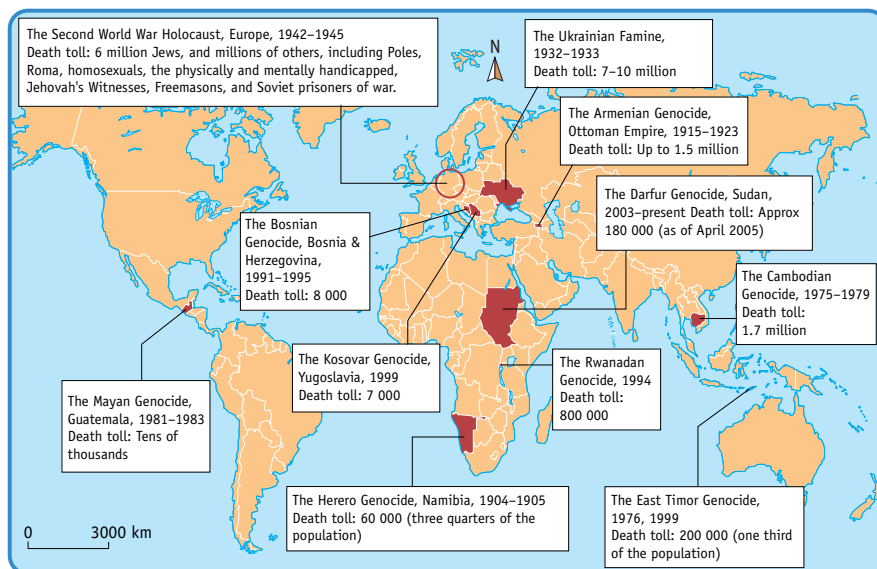 The Second World War Holocaust, Europe, 1942–1945
Death toll: 6 million Jews, and millions of others, including Poles,
Roma, homosexuals, the physically and mentally handicapped,
Jehovah's Witnesses, Freemasons, and Soviet prisoners of war.
N
The Ukrainian Famine,
1932–1933
Death toll: 7–10 million
The Armenian Genocide,
Ottoman Empire, 1915–1923
Death toll: Up to 1.5 million
The Darfur Genocide, Sudan,
2003–present Death toll: Approx
180 000 (as of April 2005)
The Bosnian
Genocide, Bosnia &
Herzegovina,
1991–1995
Death toll: 8 000
The Cambodian
Genocide, 1975–1979
Death toll:
1.7 million
The Kosovar Genocide,
Yugoslavia, 1999
Death toll: 7 000
The Rwanadan
Genocide, 1994
Death toll:
800 000
The Mayan Genocide,
Guatemala, 1981–1983
Death toll: Tens of
thousands
The Herero Genocide, Namibia, 1904–1905
Death toll: 60 000 (three quarters of the
population)
The East Timor Genocide,
1976, 1999
Death toll: 200 000 (one third
of the population)
0 3000 km